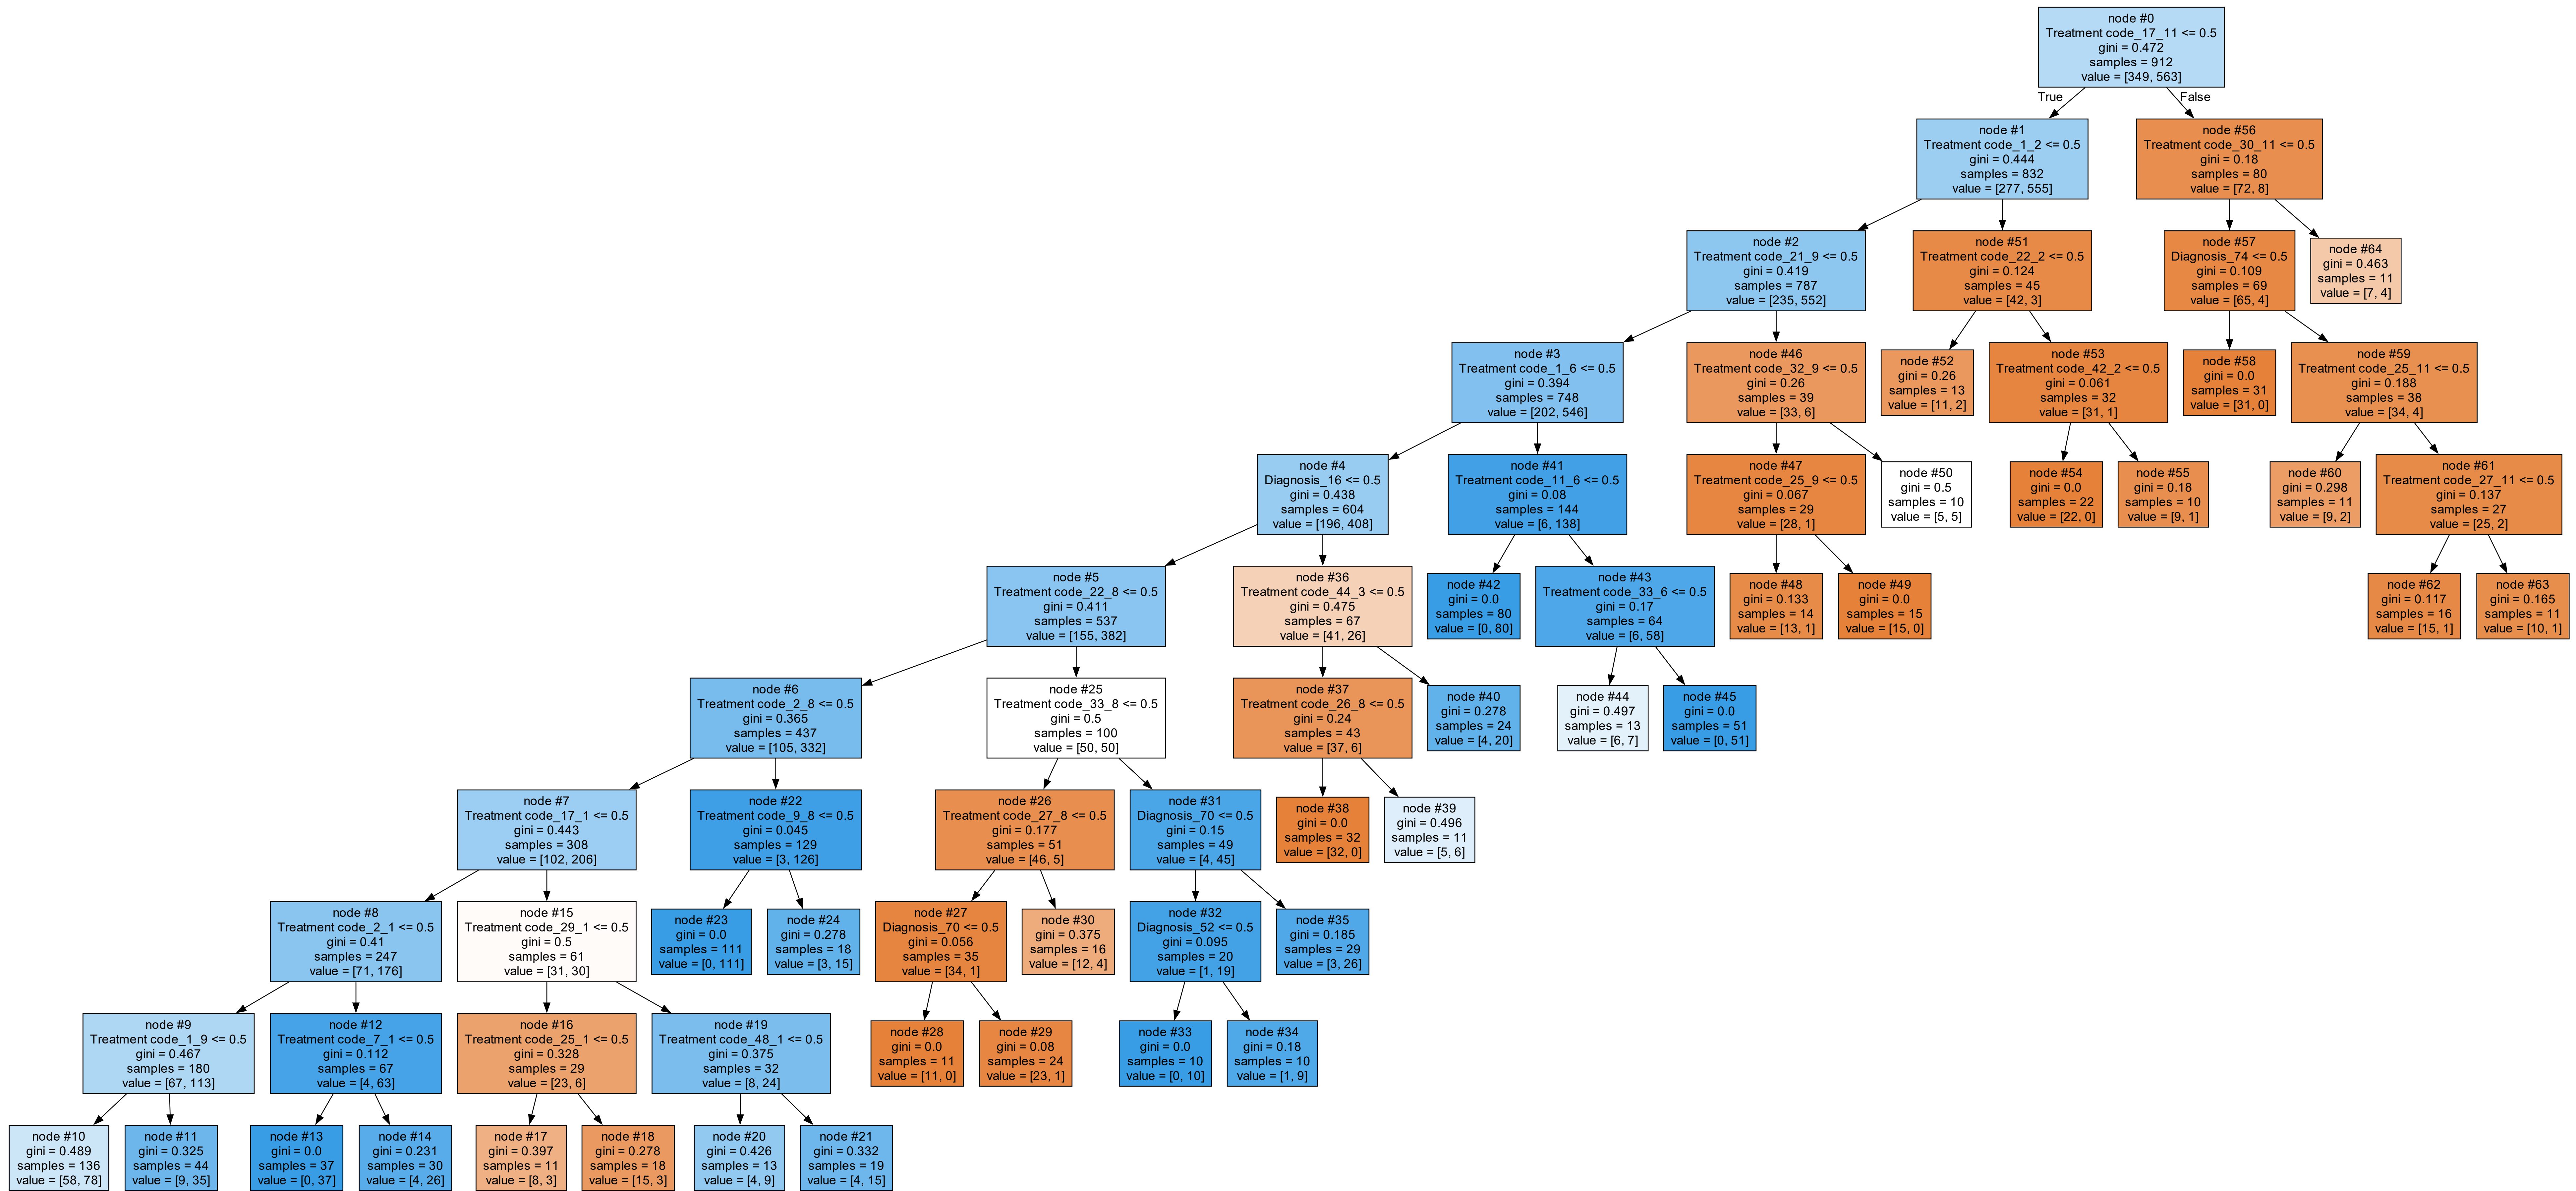 node #0
Treatment code_17_11 <= 0.5
gini = 0.472
samples = 912
value = [349, 563]
True
False
node #1
Treatment code_1_2 <= 0.5
gini = 0.444
samples = 832
value = [277, 555]
node #56
Treatment code_30_11 <= 0.5
gini = 0.18
samples = 80
value = [72, 8]
node #2
Treatment code_21_9 <= 0.5
gini = 0.419
samples = 787
value = [235, 552]
node #51
Treatment code_22_2 <= 0.5
gini = 0.124
samples = 45
value = [42, 3]
node #57
Diagnosis_74 <= 0.5
gini = 0.109
samples = 69
value = [65, 4]
node #64
gini = 0.463
samples = 11
value = [7, 4]
node #3
Treatment code_1_6 <= 0.5
gini = 0.394
samples = 748
value = [202, 546]
node #46
Treatment code_32_9 <= 0.5
gini = 0.26
samples = 39
value = [33, 6]
node #52
gini = 0.26
samples = 13
value = [11, 2]
node #53
Treatment code_42_2 <= 0.5
gini = 0.061
samples = 32
value = [31, 1]
node #58
gini = 0.0
samples = 31
value = [31, 0]
node #59
Treatment code_25_11 <= 0.5
gini = 0.188
samples = 38
value = [34, 4]
node #4
Diagnosis_16 <= 0.5
gini = 0.438
samples = 604
value = [196, 408]
node #41
Treatment code_11_6 <= 0.5
gini = 0.08
samples = 144
value = [6, 138]
node #47
Treatment code_25_9 <= 0.5
gini = 0.067
samples = 29
value = [28, 1]
node #50
gini = 0.5
samples = 10
value = [5, 5]
node #54
gini = 0.0
samples = 22
value = [22, 0]
node #55
gini = 0.18
samples = 10
value = [9, 1]
node #60
gini = 0.298
samples = 11
value = [9, 2]
node #61
Treatment code_27_11 <= 0.5
gini = 0.137
samples = 27
value = [25, 2]
node #5
Treatment code_22_8 <= 0.5
gini = 0.411
samples = 537
value = [155, 382]
node #36
Treatment code_44_3 <= 0.5
gini = 0.475
samples = 67
value = [41, 26]
node #42
gini = 0.0
samples = 80
value = [0, 80]
node #43
Treatment code_33_6 <= 0.5
gini = 0.17
samples = 64
value = [6, 58]
node #48
gini = 0.133
samples = 14
value = [13, 1]
node #49
gini = 0.0
samples = 15
value = [15, 0]
node #62
gini = 0.117
samples = 16
value = [15, 1]
node #63
gini = 0.165
samples = 11
value = [10, 1]
node #6
Treatment code_2_8 <= 0.5
gini = 0.365
samples = 437
value = [105, 332]
node #25
Treatment code_33_8 <= 0.5
gini = 0.5
samples = 100
value = [50, 50]
node #37
Treatment code_26_8 <= 0.5
gini = 0.24
samples = 43
value = [37, 6]
node #40
gini = 0.278
samples = 24
value = [4, 20]
node #44
gini = 0.497
samples = 13
value = [6, 7]
node #45
gini = 0.0
samples = 51
value = [0, 51]
node #7
Treatment code_17_1 <= 0.5
gini = 0.443
samples = 308
value = [102, 206]
node #22
Treatment code_9_8 <= 0.5
gini = 0.045
samples = 129
value = [3, 126]
node #26
Treatment code_27_8 <= 0.5
gini = 0.177
samples = 51
value = [46, 5]
node #31
Diagnosis_70 <= 0.5
gini = 0.15
samples = 49
value = [4, 45]
node #38
gini = 0.0
samples = 32
value = [32, 0]
node #39
gini = 0.496
samples = 11
value = [5, 6]
node #8
Treatment code_2_1 <= 0.5
gini = 0.41
samples = 247
value = [71, 176]
node #15
Treatment code_29_1 <= 0.5
gini = 0.5
samples = 61
value = [31, 30]
node #23
gini = 0.0
samples = 111
value = [0, 111]
node #24
gini = 0.278
samples = 18
value = [3, 15]
node #27
Diagnosis_70 <= 0.5
gini = 0.056
samples = 35
value = [34, 1]
node #30
gini = 0.375
samples = 16
value = [12, 4]
node #32
Diagnosis_52 <= 0.5
gini = 0.095
samples = 20
value = [1, 19]
node #35
gini = 0.185
samples = 29
value = [3, 26]
node #9
Treatment code_1_9 <= 0.5
gini = 0.467
samples = 180
value = [67, 113]
node #12
Treatment code_7_1 <= 0.5
gini = 0.112
samples = 67
value = [4, 63]
node #16
Treatment code_25_1 <= 0.5
gini = 0.328
samples = 29
value = [23, 6]
node #19
Treatment code_48_1 <= 0.5
gini = 0.375
samples = 32
value = [8, 24]
node #28
gini = 0.0
samples = 11
value = [11, 0]
node #29
gini = 0.08
samples = 24
value = [23, 1]
node #33
gini = 0.0
samples = 10
value = [0, 10]
node #34
gini = 0.18
samples = 10
value = [1, 9]
node #10
gini = 0.489
samples = 136
value = [58, 78]
node #11
gini = 0.325
samples = 44
value = [9, 35]
node #13
gini = 0.0
samples = 37
value = [0, 37]
node #14
gini = 0.231
samples = 30
value = [4, 26]
node #17
gini = 0.397
samples = 11
value = [8, 3]
node #18
gini = 0.278
samples = 18
value = [15, 3]
node #20
gini = 0.426
samples = 13
value = [4, 9]
node #21
gini = 0.332
samples = 19
value = [4, 15]